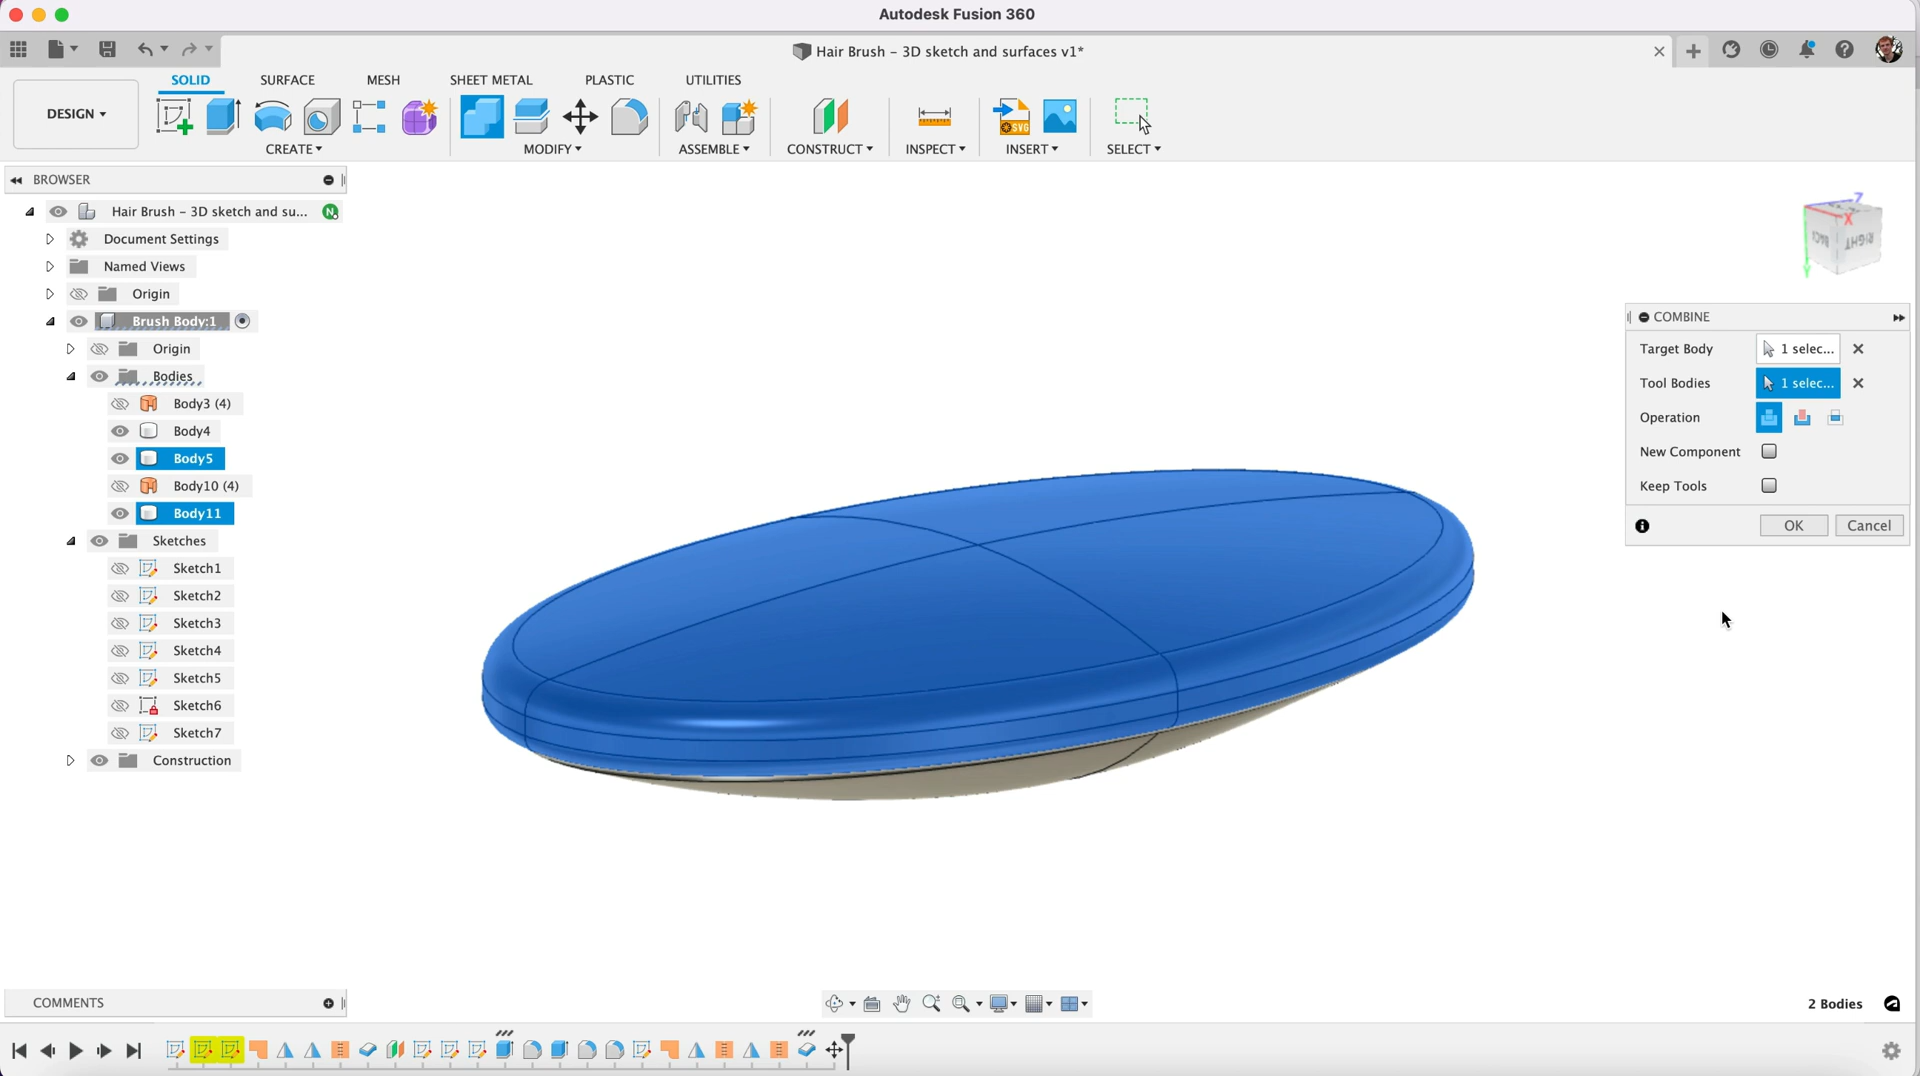 Autodesk Fusion 360
Hair Brush – 3D sketch and surfaces v1*
SOLID SURFACE MESH SHEET METAL PLASTIC UTILITIES
DESIGN
SVG
CREATE MODIFY ASSEMBLE CONSTRUCT INSPECT INSERT SELECT
BROWSER
Hair Brush – 3D sketch and su...
N
Document Settings
Named Views
Origin
Brush Body:1
Origin
Bodies
Body3 (4)
Body4
Body5
Body10 (4)
Body11
Sketches
Sketch1
Sketch2
Sketch3
Sketch4
Sketch5
Sketch6
Sketch7
Construction
Z
X
BACK
RIGHT
COMBINE
Target Body 1 selec...
Tool Bodies 1 selec...
Operation
New Component
Keep Tools
OK Cancel
COMMENTS
2 Bodies